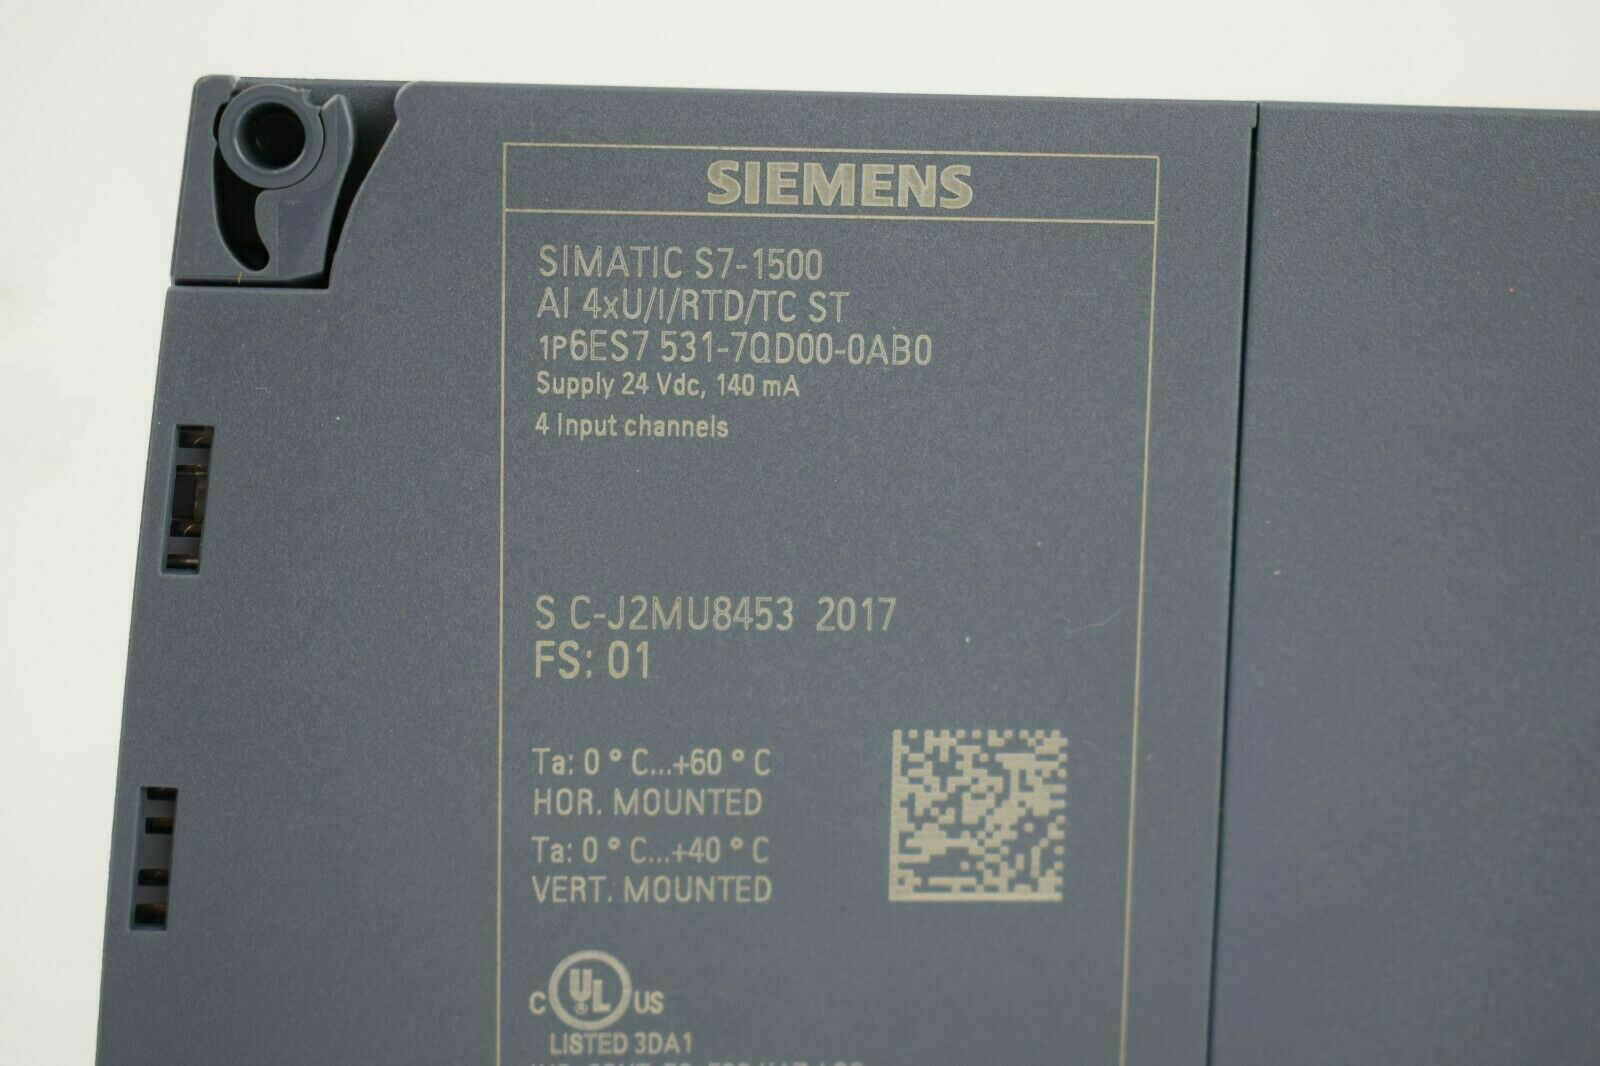 SIEMENS
SIMATIC S7-1500
AI 4xU/I/RTD/TC ST
1P6ES7 531-7QD00-0AB0
Supply 24 Vdc, 140 mA
4 Input channels
S C-J2MU8453 2017
FS: 01
Ta: 0 ° C...+60 ° C
HOR. MOUNTED
Ta: 0 ° C...+40 ° C
VERT. MOUNTED
C UL ® US
LISTED 3DA1